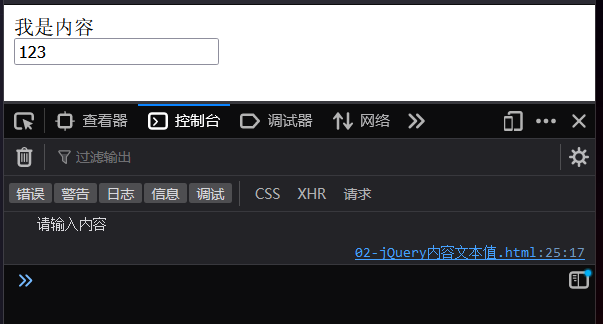 我是内容
123
查看器 控制台 调试器 网络
过滤输出
错误 警告 日志 信息 调试 CSS XHR 请求
请输入内容
02-jQuery内容文本值.html:25:17